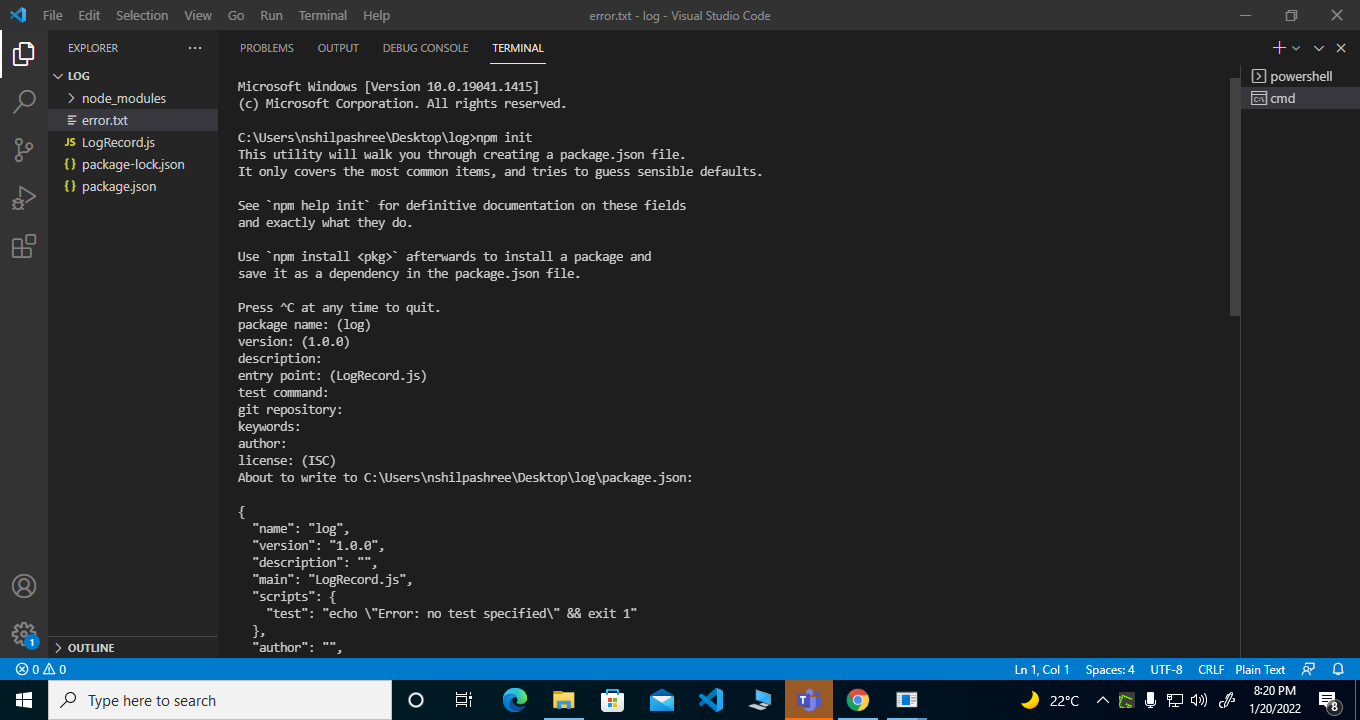 File Edit Selection View Go Run Terminal Help error.txt - log - Visual Studio Code
EXPLORER
LOG
node_modules
error.txt
JS LogRecord.js
{} package-lock.json
{} package.json
OUTLINE
PROBLEMS OUTPUT DEBUG CONSOLE TERMINAL
Microsoft Windows [Version 10.0.19041.1415]
(c) Microsoft Corporation. All rights reserved.
C:\Users\nshilpashree\Desktop\log>npm init
This utility will walk you through creating a package.json file.
It only covers the most common items, and tries to guess sensible defaults.
See `npm help init` for definitive documentation on these fields
and exactly what they do.
Use `npm install <pkg>` afterwards to install a package and
save it as a dependency in the package.json file.
Press ^C at any time to quit.
package name: (log)
version: (1.0.0)
description:
entry point: (LogRecord.js)
test command:
git repository:
keywords:
author:
license: (ISC)
About to write to C:\Users\nshilpashree\Desktop\log\package.json:
{
"name": "log",
"version": "1.0.0",
"description": "",
"main": "LogRecord.js",
"scripts": {
"test": "echo \"Error: no test specified\" && exit 1"
},
"author": "",
powershell
cmd
1
0 0 Ln 1, Col 1 Spaces: 4 UTF-8 CRLF Plain Text
Type here to search
22°C
8:20 PM
1/20/2022
8